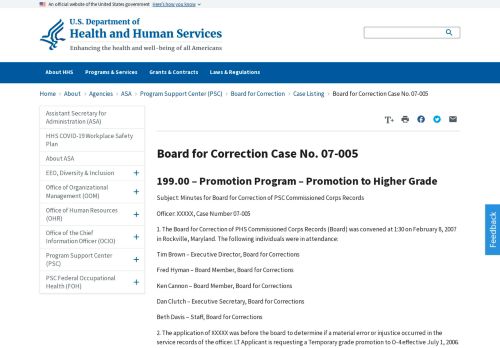 An official website of the United States government Here's how you know
U.S. Department of
Health and Human Services
Enhancing the health and well-being of all Americans
About HHS Programs & Services Grants & Contracts Laws & Regulations
Home › About › Agencies › ASA › Program Support Center (PSC) › Board for Correction › Case Listing › Board for Correction Case No. 07-005
Assistant Secretary for
Administration (ASA)
HHS COVID-19 Workplace Safety
Plan
About ASA
EEO, Diversity & Inclusion +
Office of Organizational
Management (OOM) +
Office of Human Resources
(OHR) +
Office of the Chief
Information Officer (OCIO) +
Program Support Center
(PSC) +
PSC Federal Occupational
Health (FOH) +
T+
Board for Correction Case No. 07-005
199.00 – Promotion Program – Promotion to Higher Grade
Subject: Minutes for Board for Correction of PSC Commissioned Corps Records
Officer: XXXXX, Case Number 07-005
1. The Board for Correction of PHS Commissioned Corps Records (Board) was convened at 1:30 on February 8, 2007
in Rockville, Maryland. The following individuals were in attendance:
Tim Brown – Executive Director, Board for Corrections
Fred Hyman – Board Member, Board for Corrections
Ken Cannon – Board Member, Board for Corrections
Dan Clutch – Executive Secretary, Board for Corrections
Beth Davis – Staff, Board for Corrections
2. The application of XXXXX was before the board to determine if a material error or injustice occurred in the
service records of the officer. LT Applicant is requesting a Temporary grade promotion to O-4 effective July 1, 2006.
Feedback